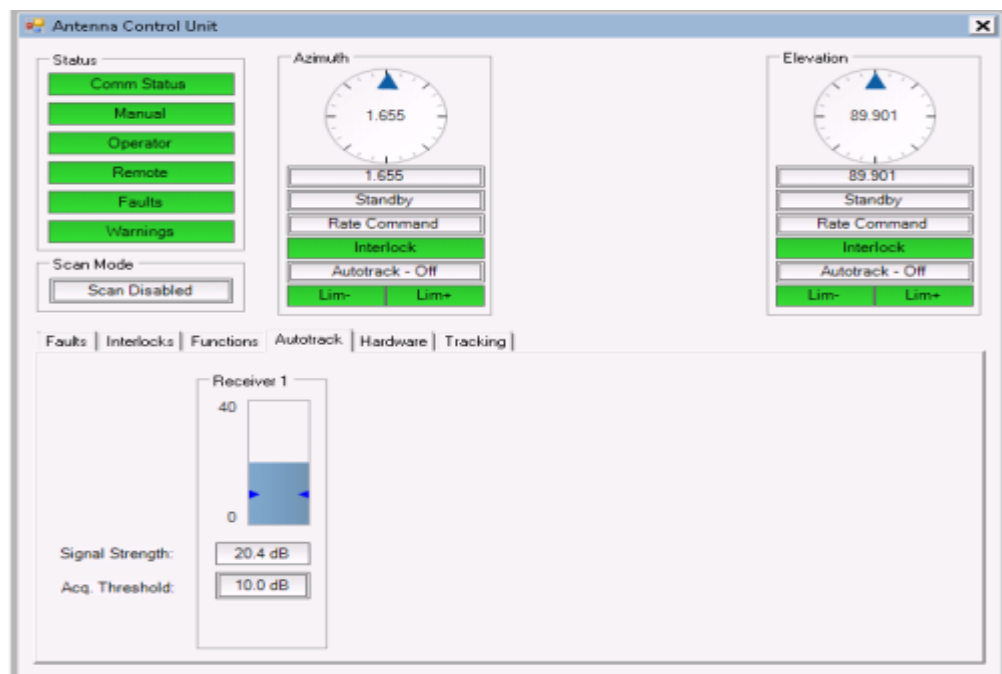 Antenna Control Unit
Status
Comm Status
Manual
Operator
Remote
Faults
Warnings
Scan Mode
Scan Disabled
Azimuth
1.655
1.655
Standby
Rate Command
Interlock
Autotrack - Off
Lim- Lim+
Elevation
89.901
89.901
Standby
Rate Command
Interlock
Autotrack - Off
Lim- Lim+
Faults Interlocks Functions Autotrack Hardware Tracking
Receiver 1
40
0
Signal Strength: 20.4 dB
Acq. Threshold: 10.0 dB